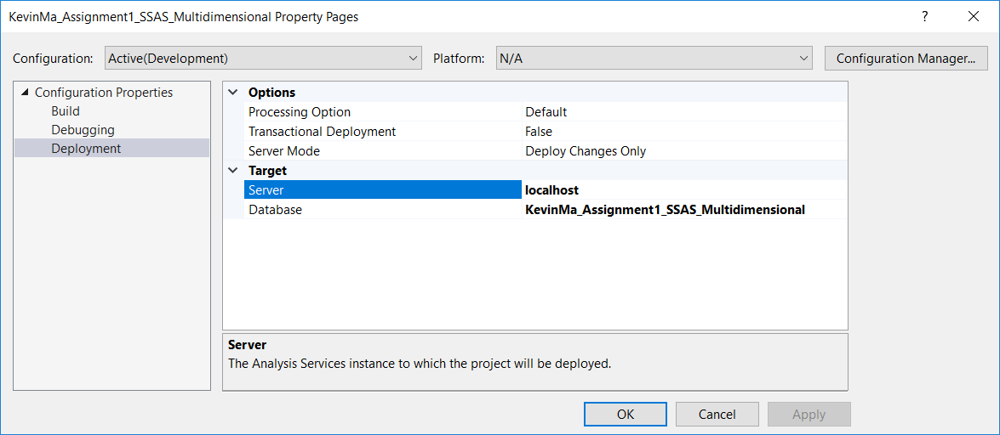 KevinMa_Assignment1_SSAS_Multidimensional Property Pages
?
Configuration: Active(Development) Platform: N/A Configuration Manager...
Configuration Properties
Build
Debugging
Deployment
Options
Processing Option Default
Transactional Deployment False
Server Mode Deploy Changes Only
Target
Server localhost
Database KevinMa_Assignment1_SSAS_Multidimensional
Server
The Analysis Services instance to which the project will be deployed.
OK Cancel Apply